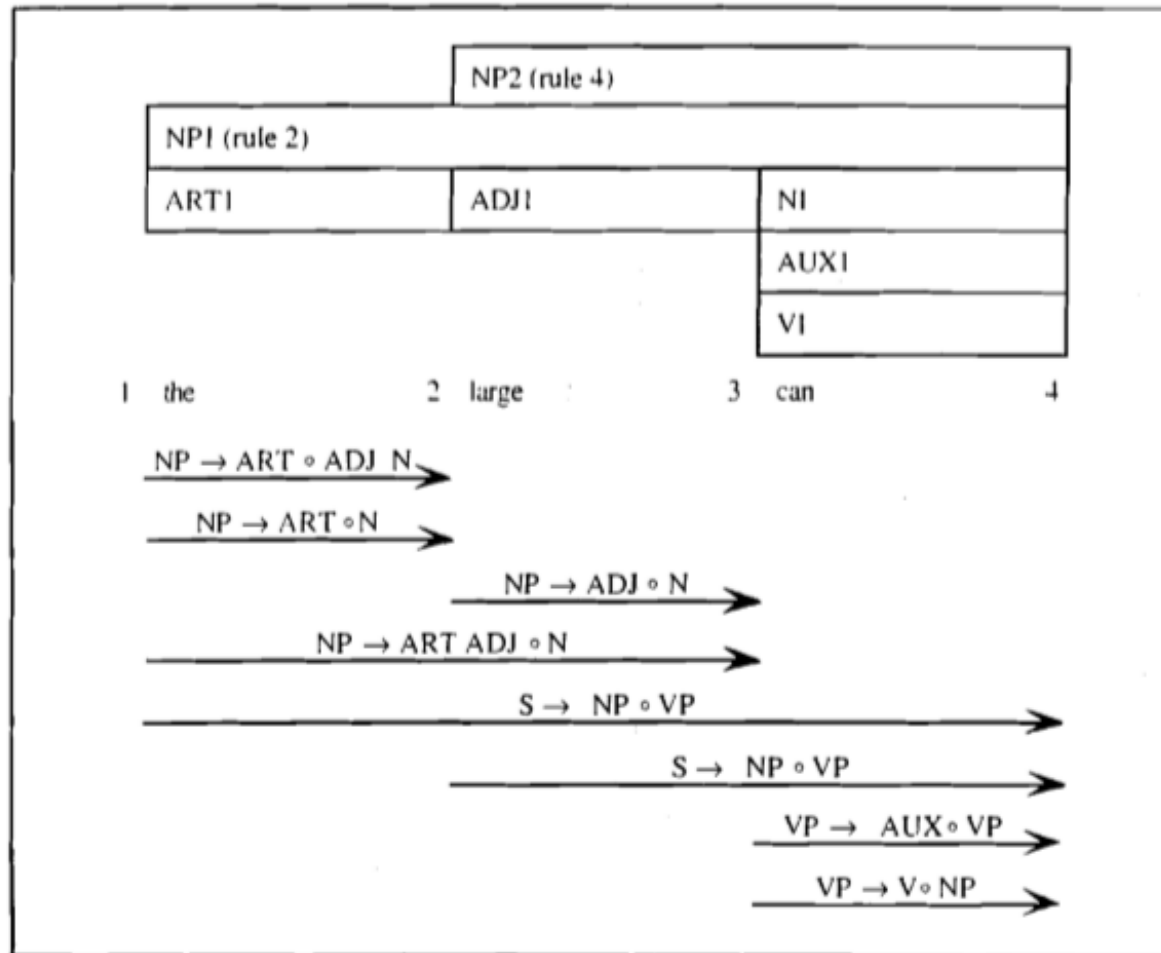 NP2 (rule 4)
NP1 (rule 2)
ART1 ADJ1 N1
AUX1
V1
1 the 2 large 3 can 4
NP → ART ∘ ADJ N
NP → ART ∘ N
NP → ADJ ∘ N
NP → ART ADJ ∘ N
S → NP ∘ VP
S → NP ∘ VP
VP → AUX ∘ VP
VP → V ∘ NP